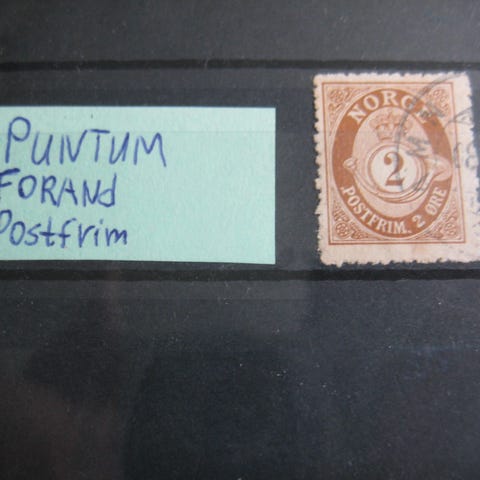 PUNTUM
FORANd
Postfrim
NORGE
2
POSTFRIM. 2 ØRE